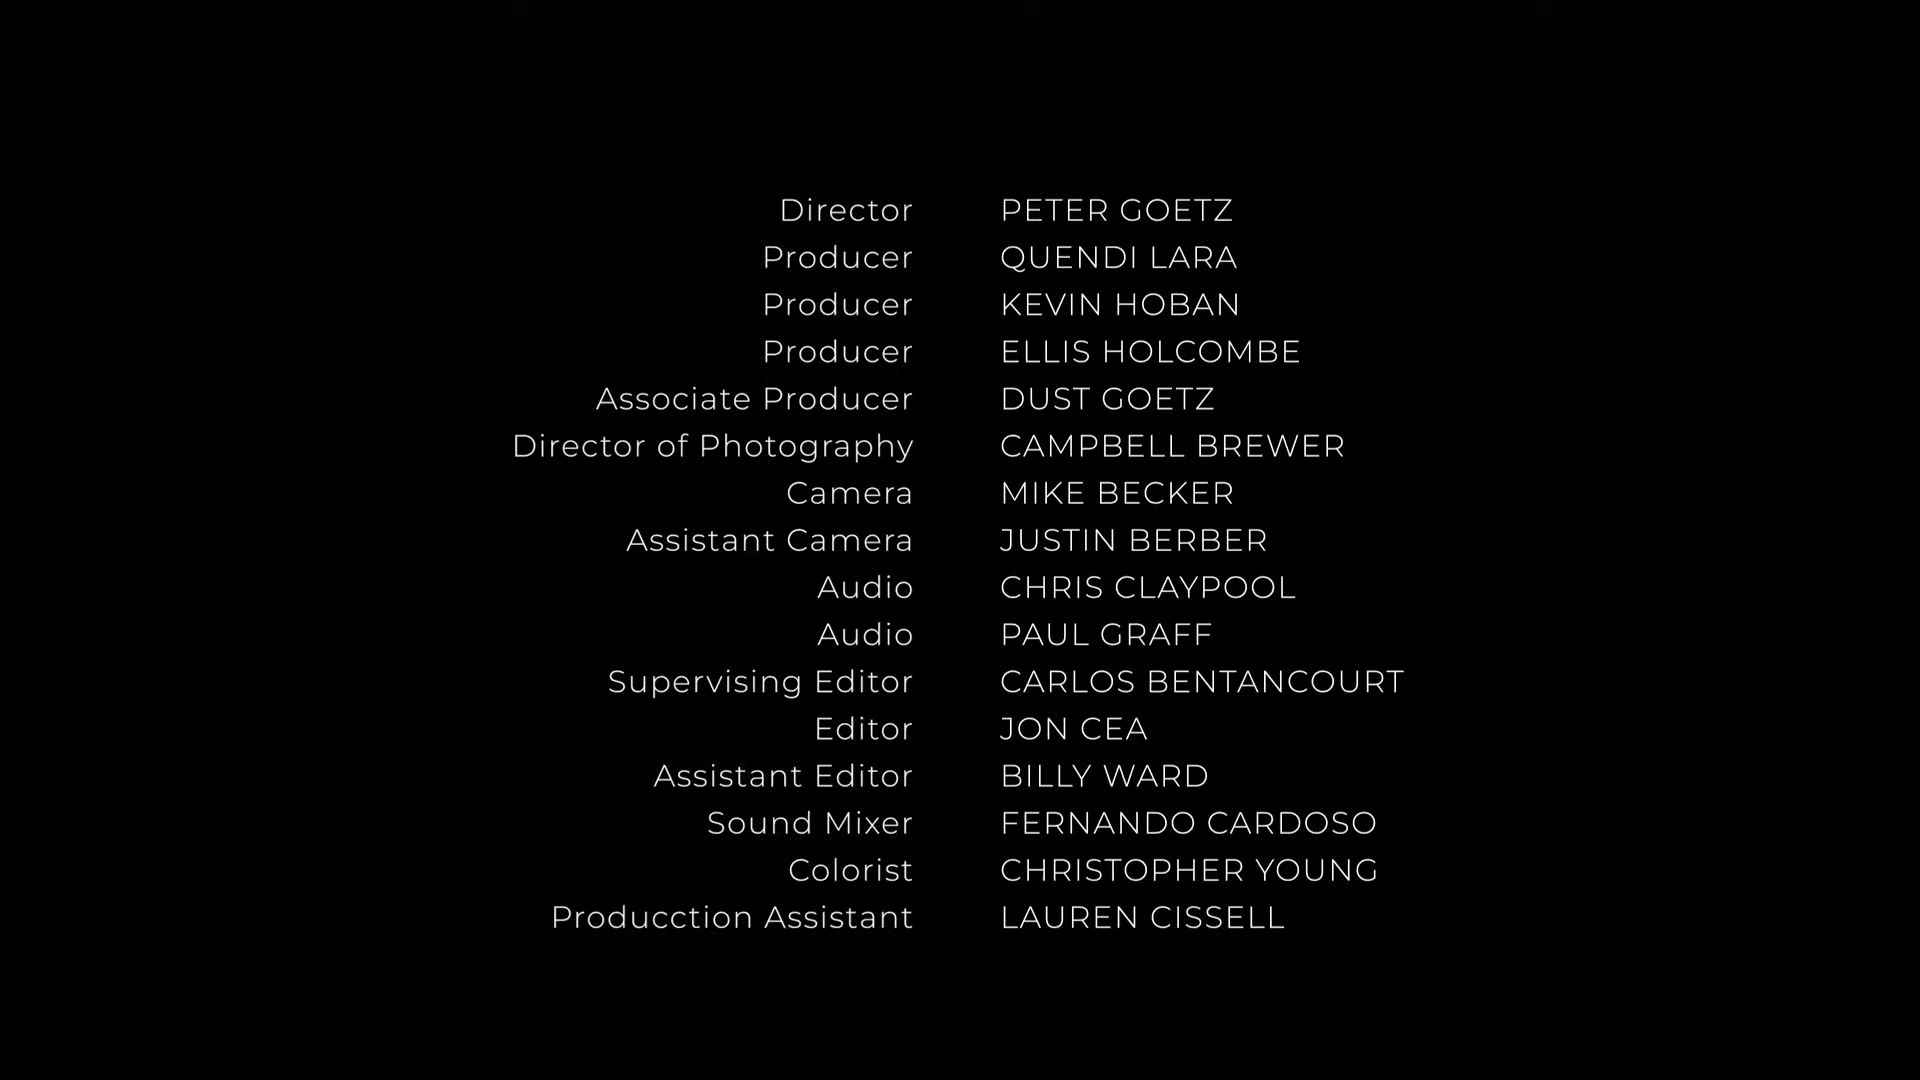 Director PETER GOETZ
Producer QUENDI LARA
Producer KEVIN HOBAN
Producer ELLIS HOLCOMBE
Associate Producer DUST GOETZ
Director of Photography CAMPBELL BREWER
Camera MIKE BECKER
Assistant Camera JUSTIN BERBER
Audio CHRIS CLAYPOOL
Audio PAUL GRAFF
Supervising Editor CARLOS BENTANCOURT
Editor JON CEA
Assistant Editor BILLY WARD
Sound Mixer FERNANDO CARDOSO
Colorist CHRISTOPHER YOUNG
Producction Assistant LAUREN CISSELL